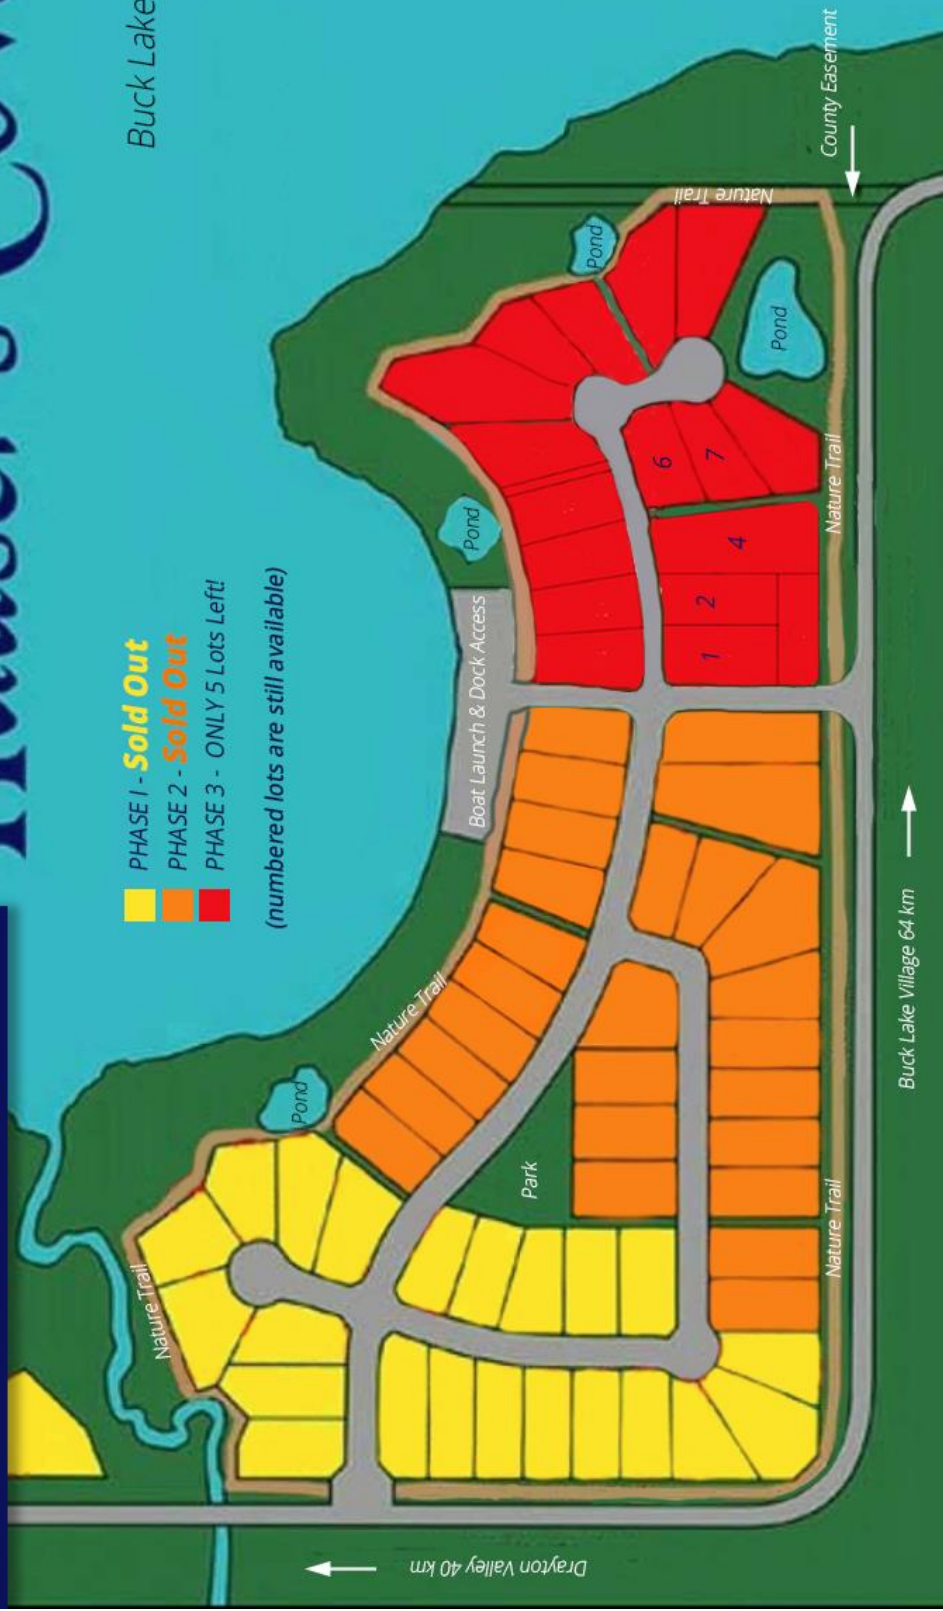 Buck Lake
PHASE 1 - Sold Out
PHASE 2 - Sold Out
PHASE 3 - ONLY 5 Lots Left!
(numbered lots are still available)
Nature Trail
Pond
Nature Trail
Boat Launch & Dock Access
Pond
Pond
Nature Trail
Park
1
2
4
6
7
Pond
County Easement
Nature Trail
Nature Trail
Drayton Valley 40 km
Buck Lake Village 64 km